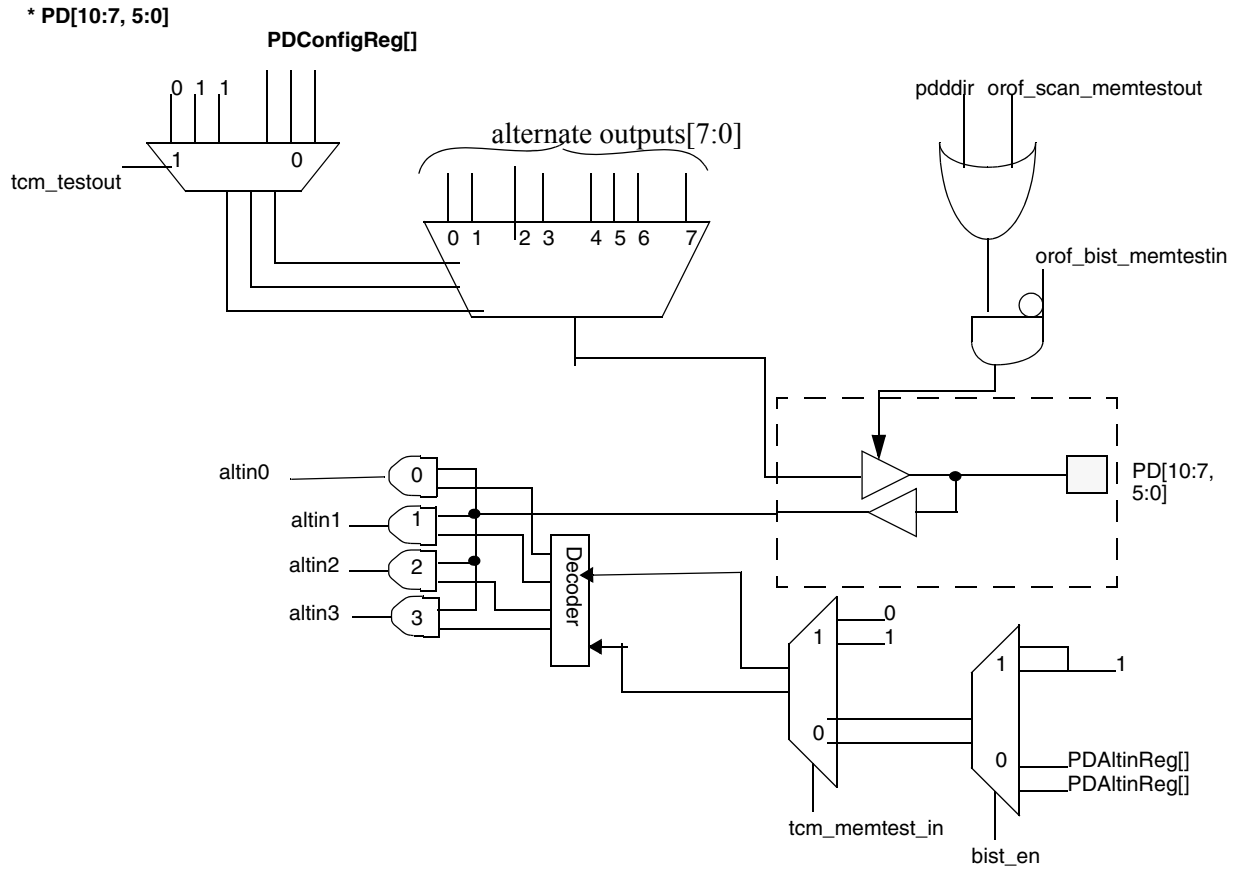 * PD[10:7, 5:0]
PDConfigReg[]
0 1 1
pdddir orof_scan_memtestout
alternate outputs[7:0]
1 0
tcm_testout
0 1 2 3 4 5 6 7
orof_bist_memtestin
altin0
0
PD[10:7,
5:0]
altin1
1
altin2
2
altin3
3
Decoder
0
1
1
1
1
0
0
PDAltinReg[]
PDAltinReg[]
tcm_memtest_in
bist_en